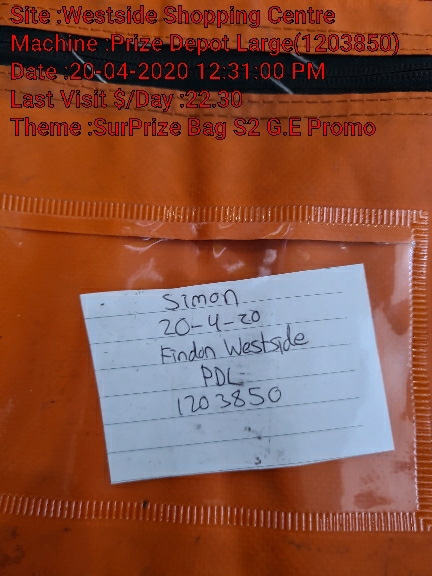 Site :Westside Shopping Centre
Machine :Prize Depot Large(1203850)
Date :20-04-2020 12:31:00 PM
Last Visit $/Day :22.30
Theme :SurPrize Bag S2 G.E Promo
Simon
20-4-20
Findon Westside
PDL
1203850